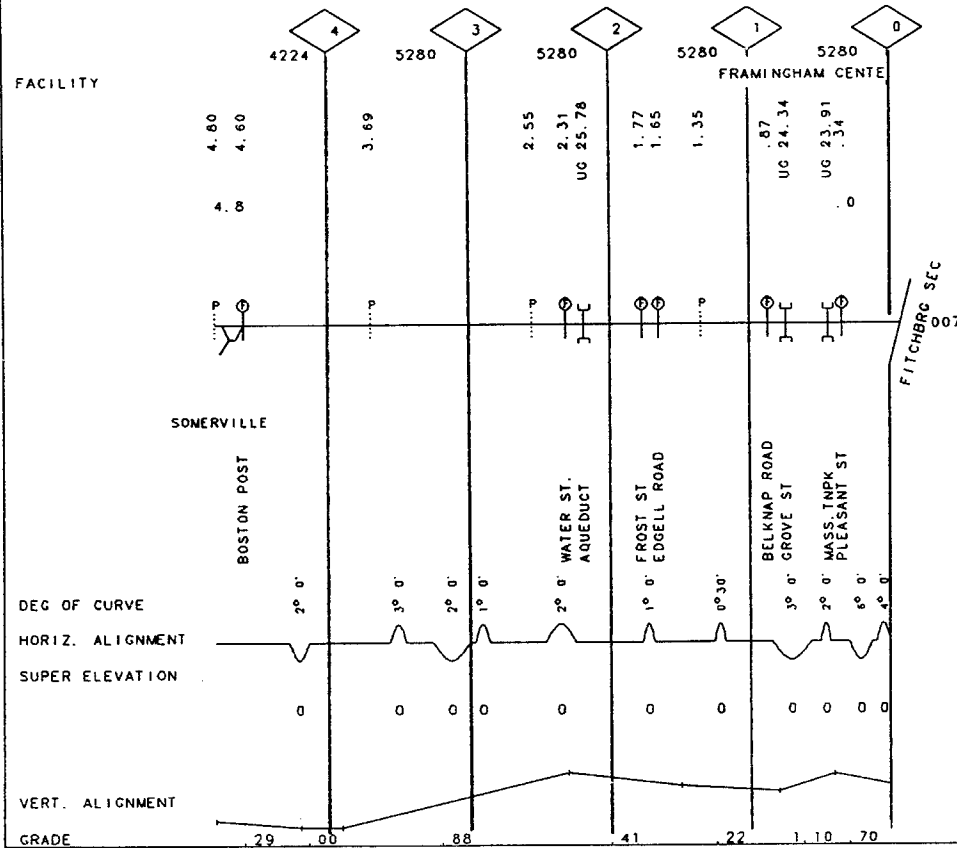 4 3 2 1 0
4224 5280 5280 5280 5280
FACILITY
FRAMINGHAM CENTE
4.80
4.60
3.69
2.55
2.31
UG 25.78
1.77
1.65
1.35
.87
UG 24.34
UG 23.91
.34
4.8
.0
P F P P F F F P F F
007
FITCHBRG SEC
SOMERVILLE
BOSTON POST
WATER ST.
AQUEDUCT
FROST ST
EDGELL ROAD
BELKNAP ROAD
GROVE ST
MASS.TNPK
PLEASANT ST
DEG OF CURVE
2° 0' 3° 0' 2° 0' 1° 0' 2° 0' 1° 0' 0°30' 3° 0' 2° 0' 6° 0' 4° 0'
HORIZ. ALIGNMENT
SUPER ELEVATION
0 0 0 0 0 0 0 0 0 0 0
VERT. ALIGNMENT
GRADE .29 .00 .88 .41 .22 1.10 .70